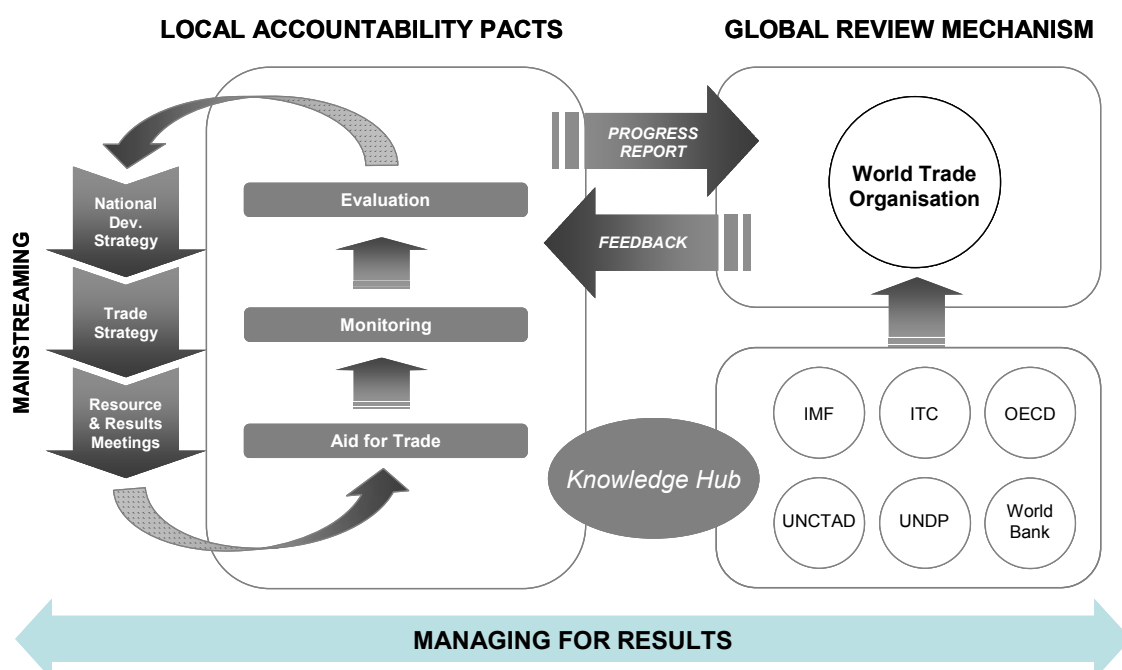 LOCAL ACCOUNTABILITY PACTS
GLOBAL REVIEW MECHANISM
MAINSTREAMING
National
Dev.
Strategy
Trade
Strategy
Resource
& Results
Meetings
Evaluation
Monitoring
Aid for Trade
PROGRESS
REPORT
FEEDBACK
World Trade
Organisation
Knowledge Hub
IMF
ITC
OECD
UNCTAD
UNDP
World
Bank
MANAGING FOR RESULTS